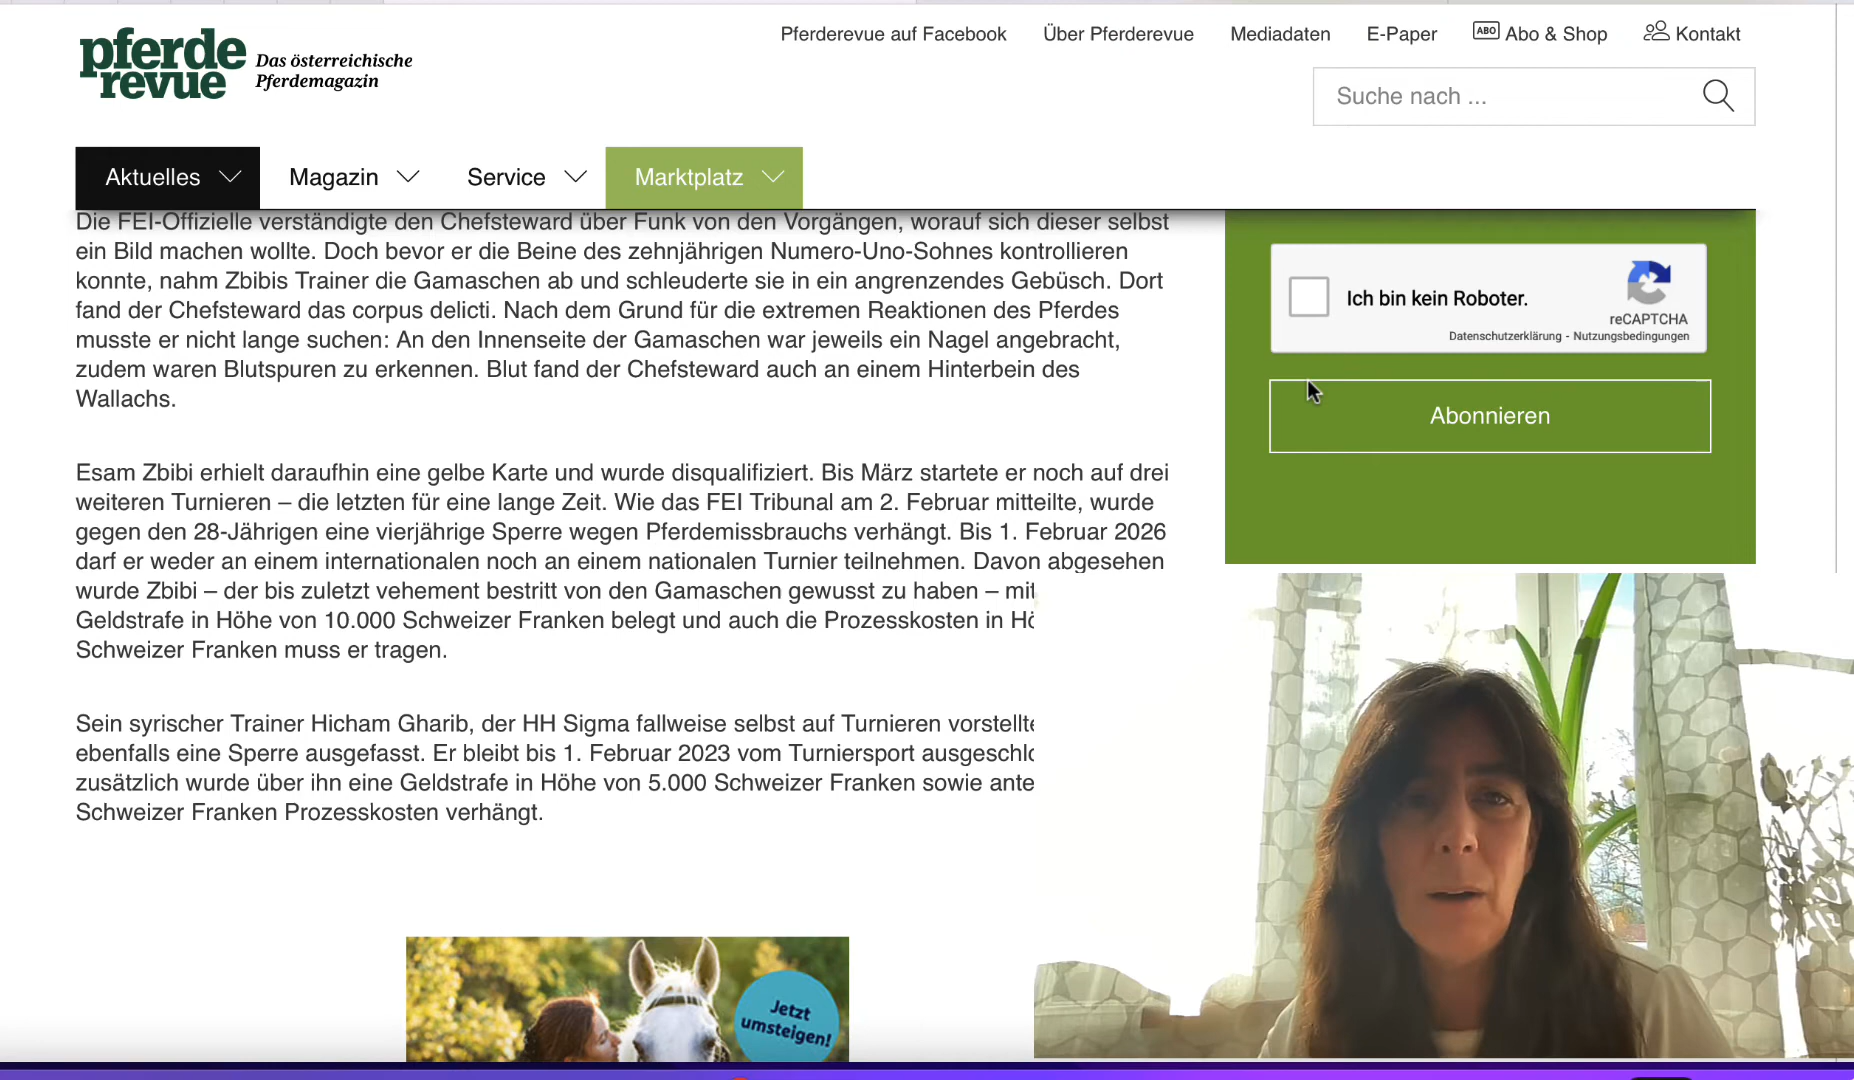 Pferderevue auf Facebook
Über Pferderevue
Mediadaten
E-Paper
ABO Abo & Shop
Kontakt
pferde
revue
Das österreichische
Pferdemagazin
Suche nach ...
Aktuelles
Magazin
Service
Marktplatz
Die FEI-Offizielle verständigte den Chefsteward über Funk von den Vorgängen, worauf sich dieser selbst
ein Bild machen wollte. Doch bevor er die Beine des zehnjährigen Numero-Uno-Sohnes kontrollieren
konnte, nahm Zbibis Trainer die Gamaschen ab und schleuderte sie in ein angrenzendes Gebüsch. Dort
fand der Chefsteward das corpus delicti. Nach dem Grund für die extremen Reaktionen des Pferdes
musste er nicht lange suchen: An den Innenseite der Gamaschen war jeweils ein Nagel angebracht,
zudem waren Blutspuren zu erkennen. Blut fand der Chefsteward auch an einem Hinterbein des
Wallachs.
Esam Zbibi erhielt daraufhin eine gelbe Karte und wurde disqualifiziert. Bis März startete er noch auf drei
weiteren Turnieren – die letzten für eine lange Zeit. Wie das FEI Tribunal am 2. Februar mitteilte, wurde
gegen den 28-Jährigen eine vierjährige Sperre wegen Pferdemissbrauchs verhängt. Bis 1. Februar 2026
darf er weder an einem internationalen noch an einem nationalen Turnier teilnehmen. Davon abgesehen
wurde Zbibi – der bis zuletzt vehement bestritt von den Gamaschen gewusst zu haben – mit
Geldstrafe in Höhe von 10.000 Schweizer Franken belegt und auch die Prozesskosten in Hö
Schweizer Franken muss er tragen.
Sein syrischer Trainer Hicham Gharib, der HH Sigma fallweise selbst auf Turnieren vorstellte
ebenfalls eine Sperre ausgefasst. Er bleibt bis 1. Februar 2023 vom Turniersport ausgeschlo
zusätzlich wurde über ihn eine Geldstrafe in Höhe von 5.000 Schweizer Franken sowie ante
Schweizer Franken Prozesskosten verhängt.
Ich bin kein Roboter.
reCAPTCHA
Datenschutzerklärung - Nutzungsbedingungen
Abonnieren
Jetzt
umsteigen!